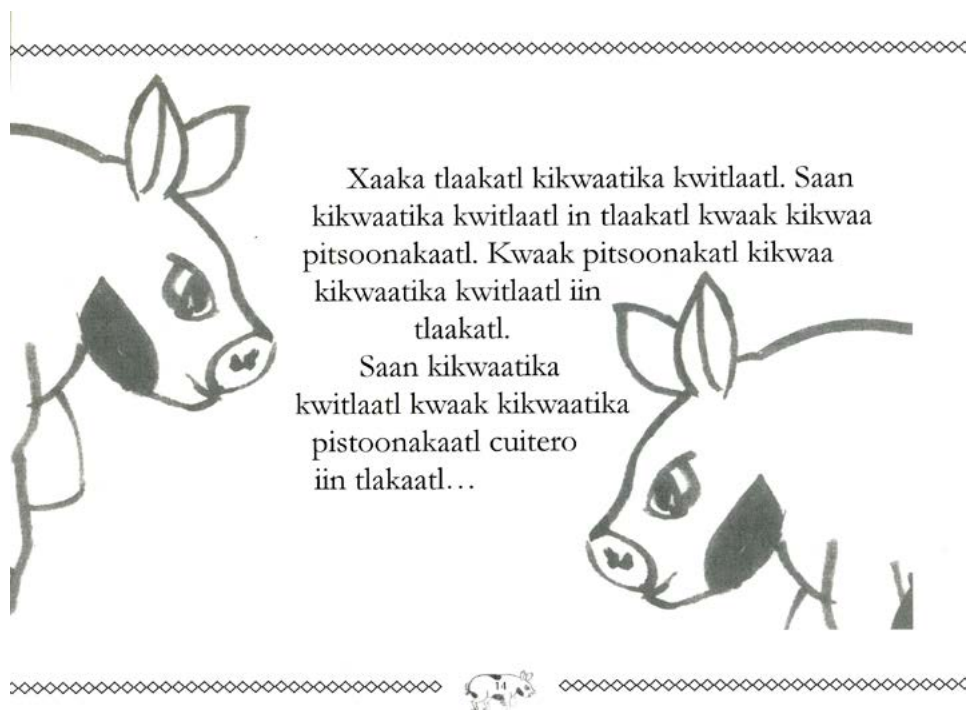 Xaaka tlaakatl kikwaatika kwitlaatl. Saan
kikwaatika kwitlaatl in tlaakatl kwaak kikwaa
pitsoonakaatl. Kwaak pitsoonakatl kikwaa
kikwaatika kwitlaatl iin
tlaakatl.
Saan kikwaatika
kwitlaatl kwaak kikwaatika
pistoonakaatl cuitero
iin tlakaatl…
14